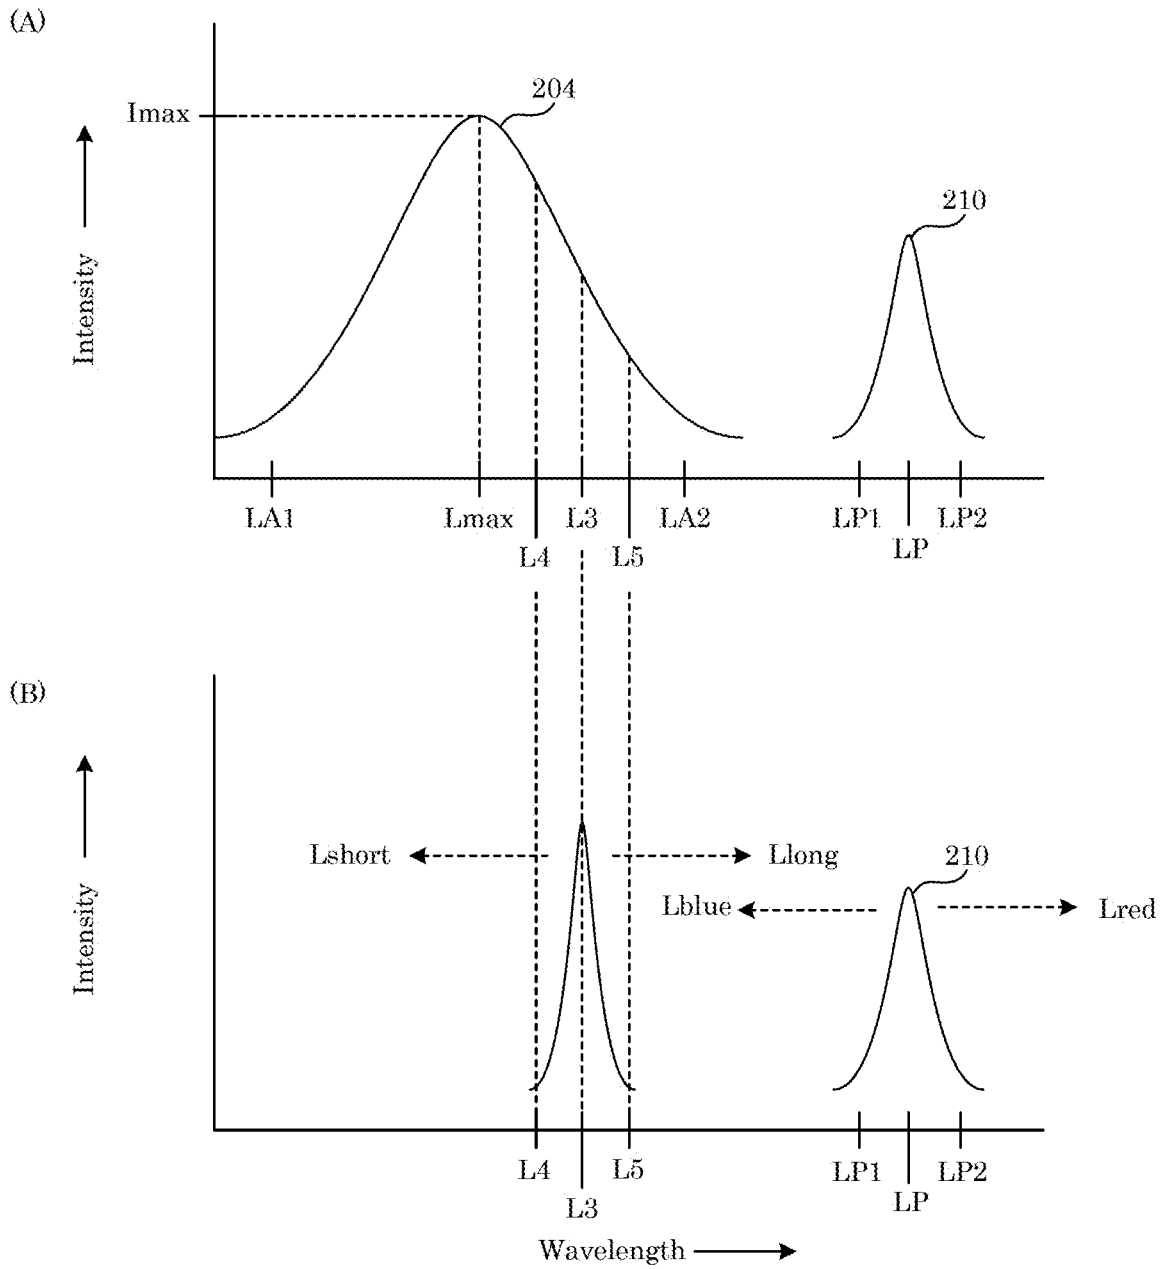 (A)
204
Imax
210
Intensity
LA1 Lmax L3 LA2 LP1 LP2
L4 L5 LP
(B)
Lshort Llong 210
Lblue Lred
Intensity
L4 L5 LP1 LP2
L3 LP
Wavelength